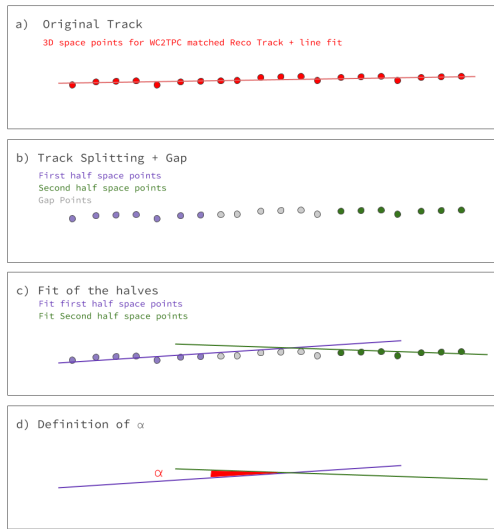 a) Original Track
3D space points for WC2TPC matched Reco Track + line fit
b) Track Splitting + Gap
First half space points
Second half space points
Gap Points
c) Fit of the halves
Fit first half space points
Fit Second half space points
d) Definition of α
α